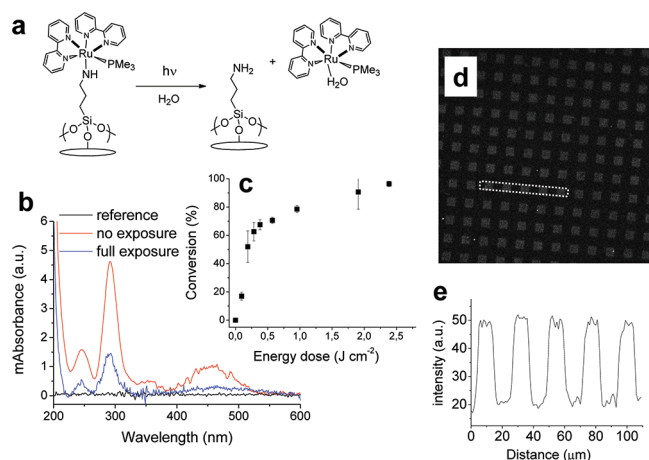 a
N
N
N
N
Ru
PMe₃
NH
Si
O
O
O
hν
H₂O
NH₂
Si
O
O
O
+
N
N
N
N
Ru
PMe₃
H₂O
b
reference
no exposure
full exposure
mAbsorbance (a.u.)
6
5
4
3
2
1
0
200 300 400 500 600
Wavelength (nm)
c
Conversion (%)
100
80
60
40
20
0
0,0 0,5 1,0 1,5 2,0 2,5
Energy dose (J cm⁻²)
d
e
intensity (a.u.)
50
40
30
20
0 20 40 60 80 100
Distance (μm)